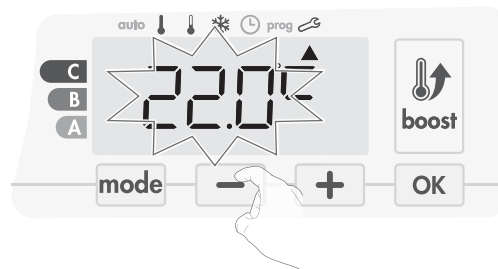 auto prog
C
B
A
22.0°C
boost
mode − + OK